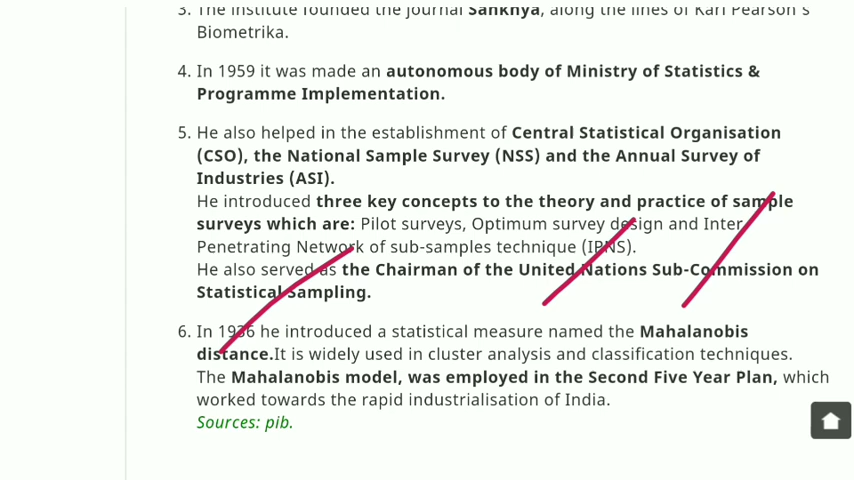 3. The institute founded the journal Sankhya, along the lines of Karl Pearson's
Biometrika.
4. In 1959 it was made an autonomous body of Ministry of Statistics &
Programme Implementation.
5. He also helped in the establishment of Central Statistical Organisation
(CSO), the National Sample Survey (NSS) and the Annual Survey of
Industries (ASI).
He introduced three key concepts to the theory and practice of sample
surveys which are: Pilot surveys, Optimum survey design and Inter
Penetrating Network of sub-samples technique (IPNS).
He also served as the Chairman of the United Nations Sub-Commission on
Statistical Sampling.
6. In 1936 he introduced a statistical measure named the Mahalanobis
distance.It is widely used in cluster analysis and classification techniques.
The Mahalanobis model, was employed in the Second Five Year Plan, which
worked towards the rapid industrialisation of India.
Sources: pib.